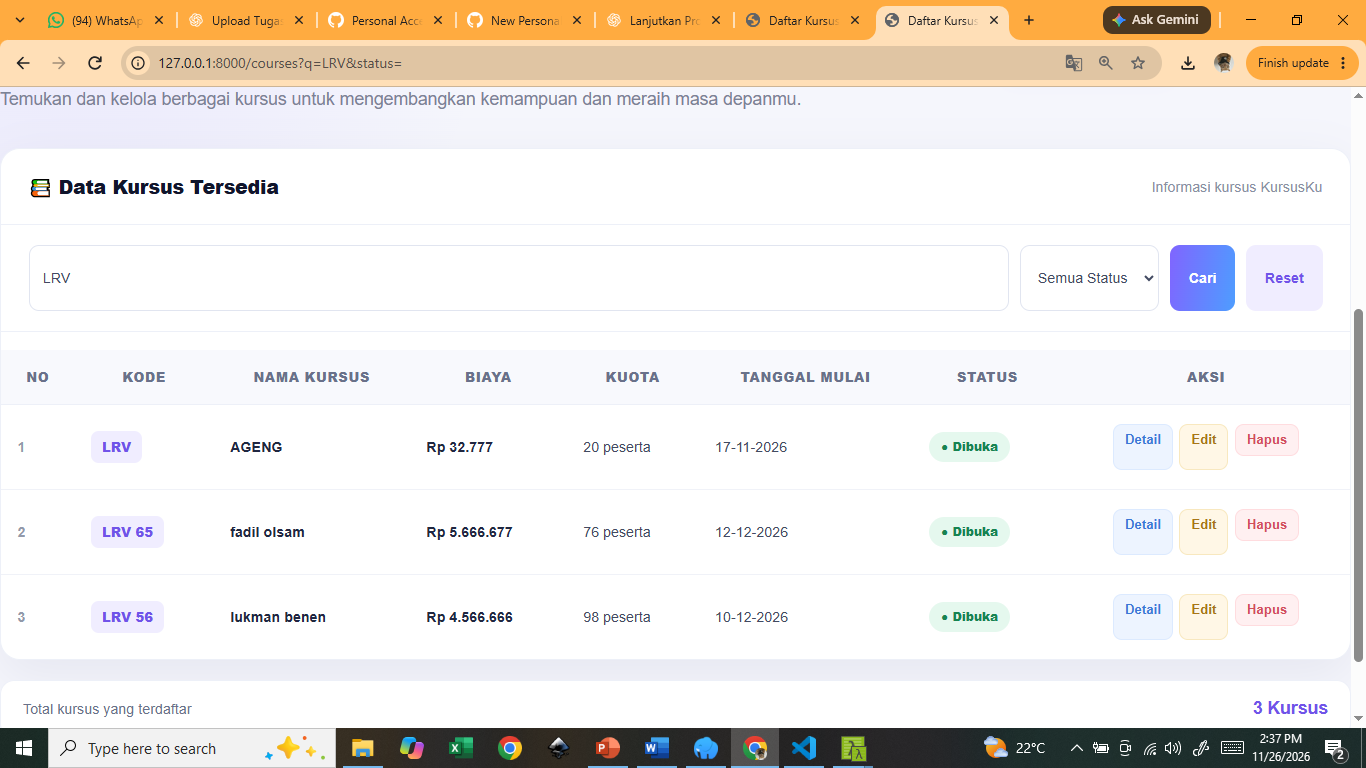 (94) WhatsAp
Upload Tugas
Personal Acce
New Persona
Lanjutkan Pro
Daftar Kursus
Daftar Kursus
Ask Gemini
127.0.0.1:8000/courses?q=LRV&status=
Finish update
Temukan dan kelola berbagai kursus untuk mengembangkan kemampuan dan meraih masa depanmu.
Data Kursus Tersedia
Informasi kursus KursusKu
LRV
Semua Status
Cari
Reset
NO KODE NAMA KURSUS BIAYA KUOTA TANGGAL MULAI STATUS AKSI
1 LRV AGENG Rp 32.777 20 peserta 17-11-2026 • Dibuka Detail Edit Hapus
2 LRV 65 fadil olsam Rp 5.666.677 76 peserta 12-12-2026 • Dibuka Detail Edit Hapus
3 LRV 56 lukman benen Rp 4.566.666 98 peserta 10-12-2026 • Dibuka Detail Edit Hapus
Total kursus yang terdaftar
3 Kursus
Type here to search
22°C
2:37 PM
11/26/2026
2